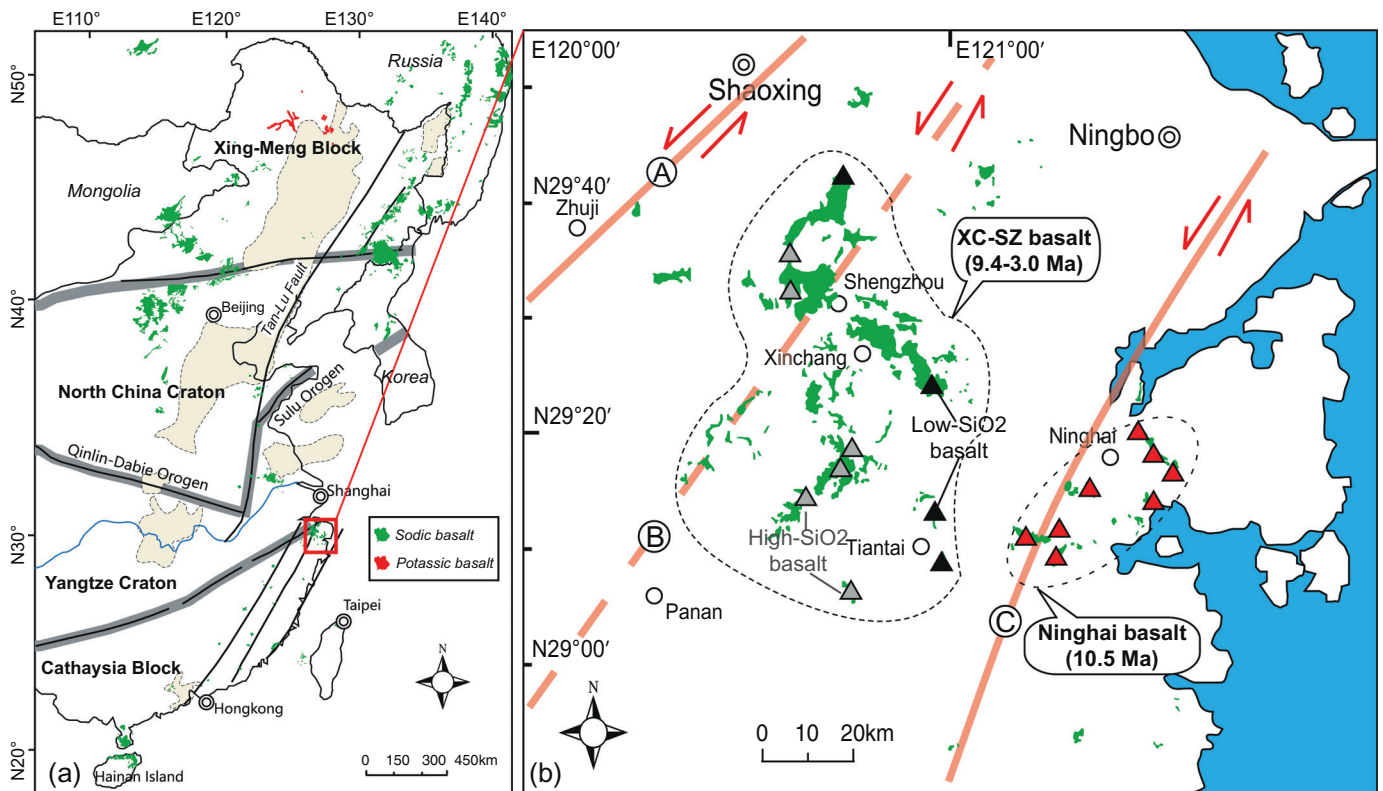 E110°
E120°
E130°
E140°
N50°
N40°
N30°
N20°
Russia
Xing-Meng Block
Mongolia
Tan-Lu Fault
Beijing
North China Craton
Korea
Sulu Orogen
Qinlin-Dabie Orogen
Shanghai
Sodic basalt
Potassic basalt
Yangtze Craton
Taipei
Cathaysia Block
N
Hongkong
0 150 300 450km
Hainan Island
(a)
E120°00′
E121°00′
Shaoxing
Ningbo
A
N29°40′
Zhuji
XC-SZ basalt
(9.4-3.0 Ma)
Shengzhou
Xinchang
N29°20′
Low-SiO2
basalt
Ninghai
B
High-SiO2
basalt
Tiantai
Panan
C
Ninghai basalt
(10.5 Ma)
N29°00′
N
0 10 20km
(b)